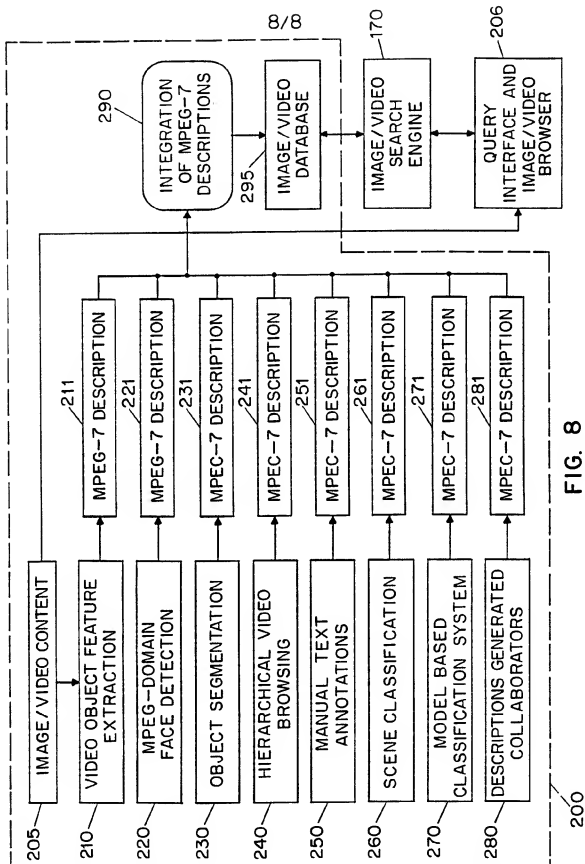 8/8
205
IMAGE/VIDEO CONTENT
210
VIDEO OBJECT FEATURE
EXTRACTION
211
MPEG-7 DESCRIPTION
220
MPEG-DOMAIN
FACE DETECTION
221
MPEG-7 DESCRIPTION
230
OBJECT SEGMENTATION
231
MPEC-7 DESCRIPTION
240
HIERARCHICAL VIDEO
BROWSING
241
MPEC-7 DESCRIPTION
250
MANUAL TEXT
ANNOTATIONS
251
MPEC-7 DESCRIPTION
260
SCENE CLASSIFICATION
261
MPEC-7 DESCRIPTION
270
MODEL BASED
CLASSIFICATION SYSTEM
271
MPEC-7 DESCRIPTION
280
DESCRIPTIONS GENERATED
COLLABORATORS
281
MPEC-7 DESCRIPTION
290
INTEGRATION
OF MPEG-7
DESCRIPTIONS
295
IMAGE/VIDEO
DATABASE
170
IMAGE/VIDEO
SEARCH
ENGINE
206
QUERY
INTERFACE AND
IMAGE/VIDEO
BROWSER
200
FIG. 8